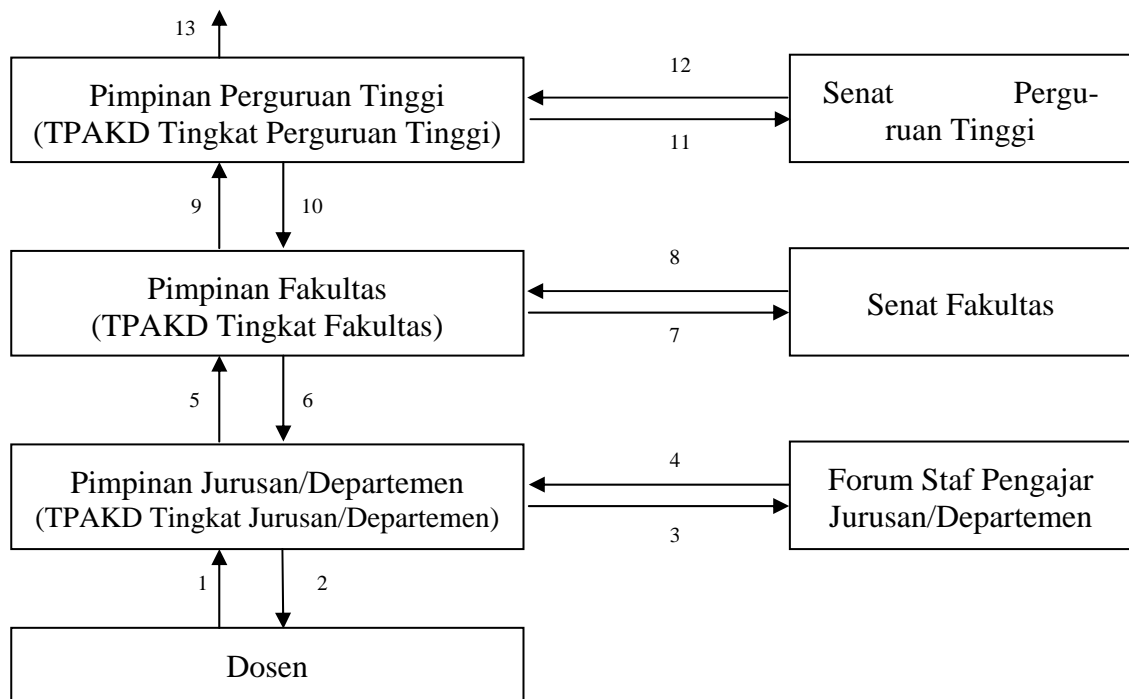 13
Pimpinan Perguruan Tinggi
(TPAKD Tingkat Perguruan Tinggi)
12
11
Senat Pergu-
ruan Tinggi
9
10
Pimpinan Fakultas
(TPAKD Tingkat Fakultas)
8
7
Senat Fakultas
5
6
Pimpinan Jurusan/Departemen
(TPAKD Tingkat Jurusan/Departemen)
4
3
Forum Staf Pengajar
Jurusan/Departemen
1
2
Dosen